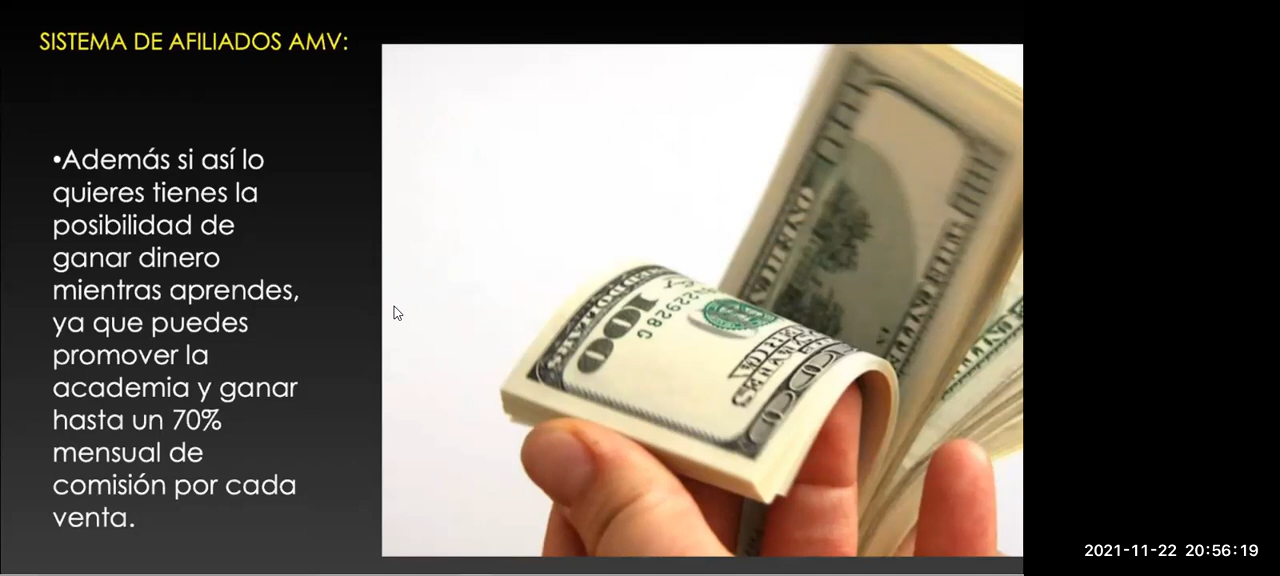 SISTEMA DE AFILIADOS AMV:
•Además si así lo
quieres tienes la
posibilidad de
ganar dinero
mientras aprendes,
ya que puedes
promover la
academia y ganar
hasta un 70%
mensual de
comisión por cada
venta.
100
2021-11-22 20:56:19